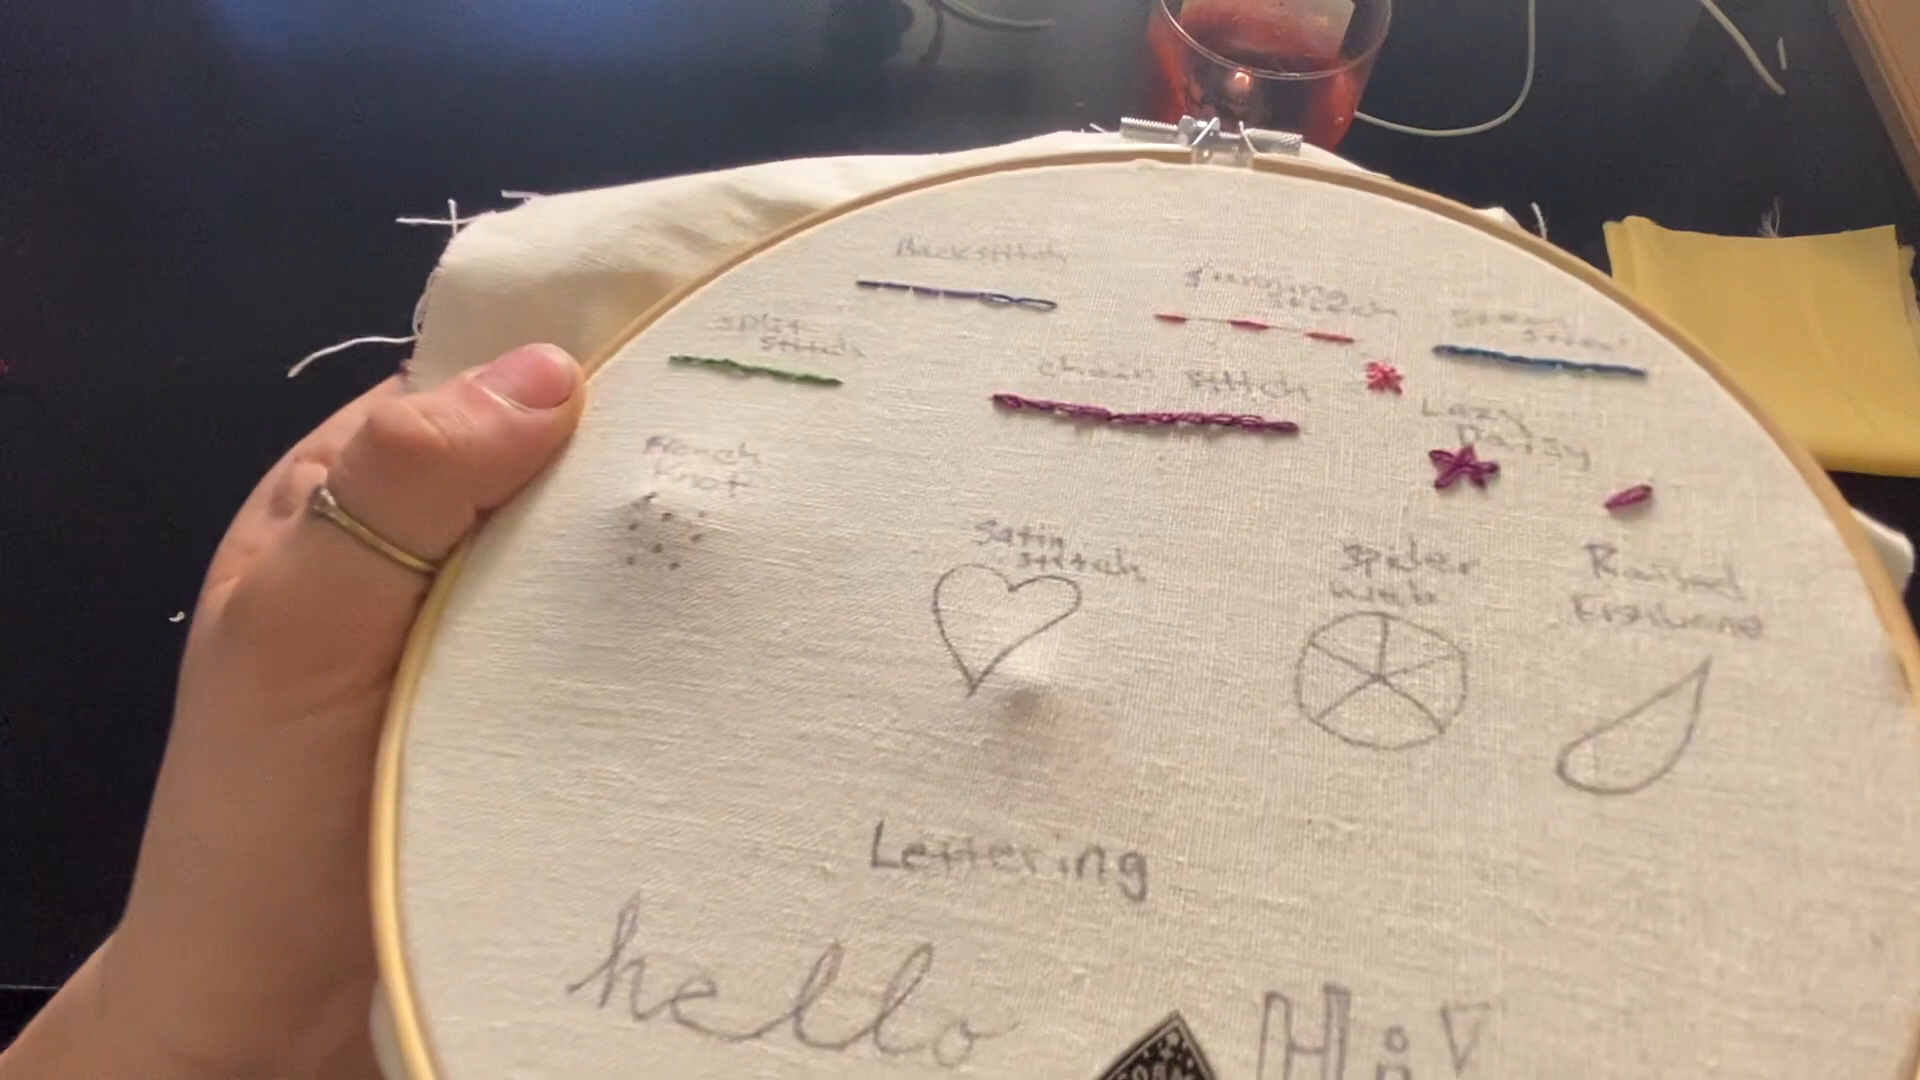 Backstitch
running
stitch
stem
stitch
split
stitch
chain stitch
Lazy
Daisy
French
Knot
satin
stitch
spider
web
Raised
Fishbone
Lettering
hello
Hi